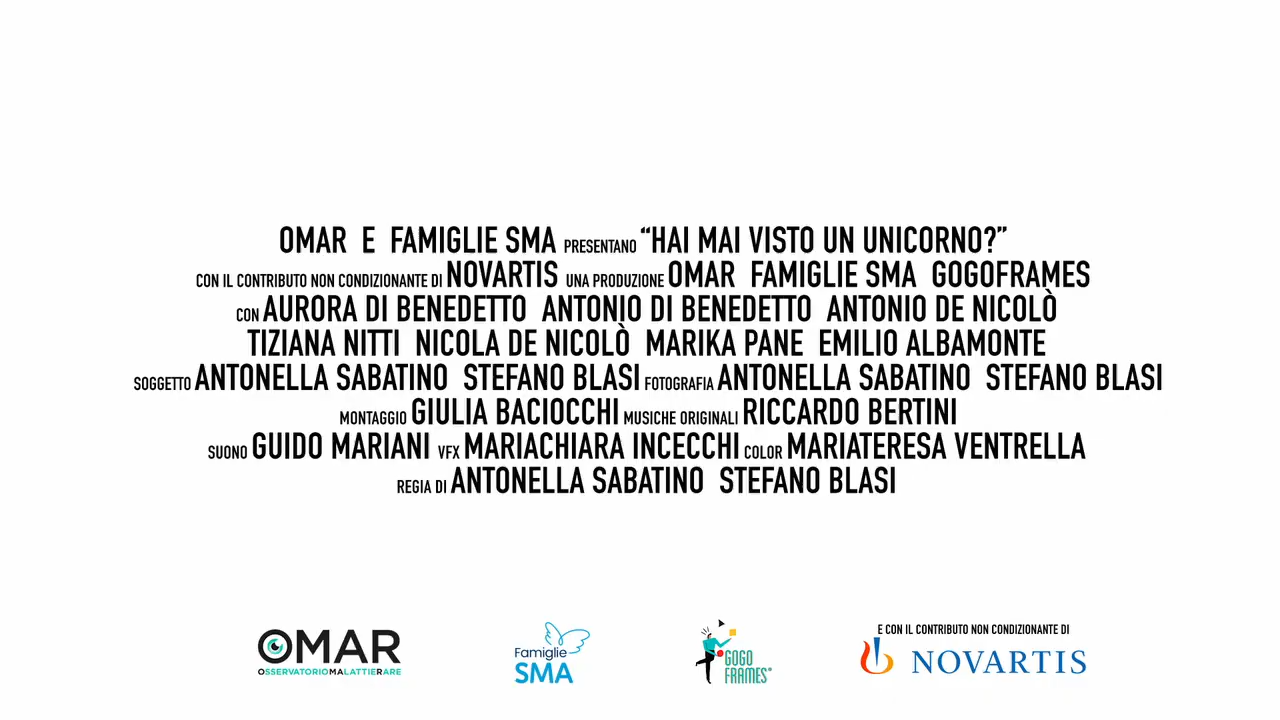 OMAR E FAMIGLIE SMA PRESENTANO “HAI MAI VISTO UN UNICORNO?”
CON IL CONTRIBUTO NON CONDIZIONANTE DI NOVARTIS UNA PRODUZIONE OMAR FAMIGLIE SMA GOGOFRAMES
CON AURORA DI BENEDETTO ANTONIO DI BENEDETTO ANTONIO DE NICOLÒ
TIZIANA NITTI NICOLA DE NICOLÒ MARIKA PANE EMILIO ALBAMONTE
SOGGETTO ANTONELLA SABATINO STEFANO BLASI FOTOGRAFIA ANTONELLA SABATINO STEFANO BLASI
MONTAGGIO GIULIA BACIOCCHI MUSICHE ORIGINALI RICCARDO BERTINI
SUONO GUIDO MARIANI VFX MARIACHIARA INCECCHI COLOR MARIATERESA VENTRELLA
REGIA DI ANTONELLA SABATINO STEFANO BLASI
OMAR
OSSERVATORIOMALATTIERARE
Famiglie
SMA
GOGO
FRAMES®
E CON IL CONTRIBUTO NON CONDIZIONANTE DI
NOVARTIS